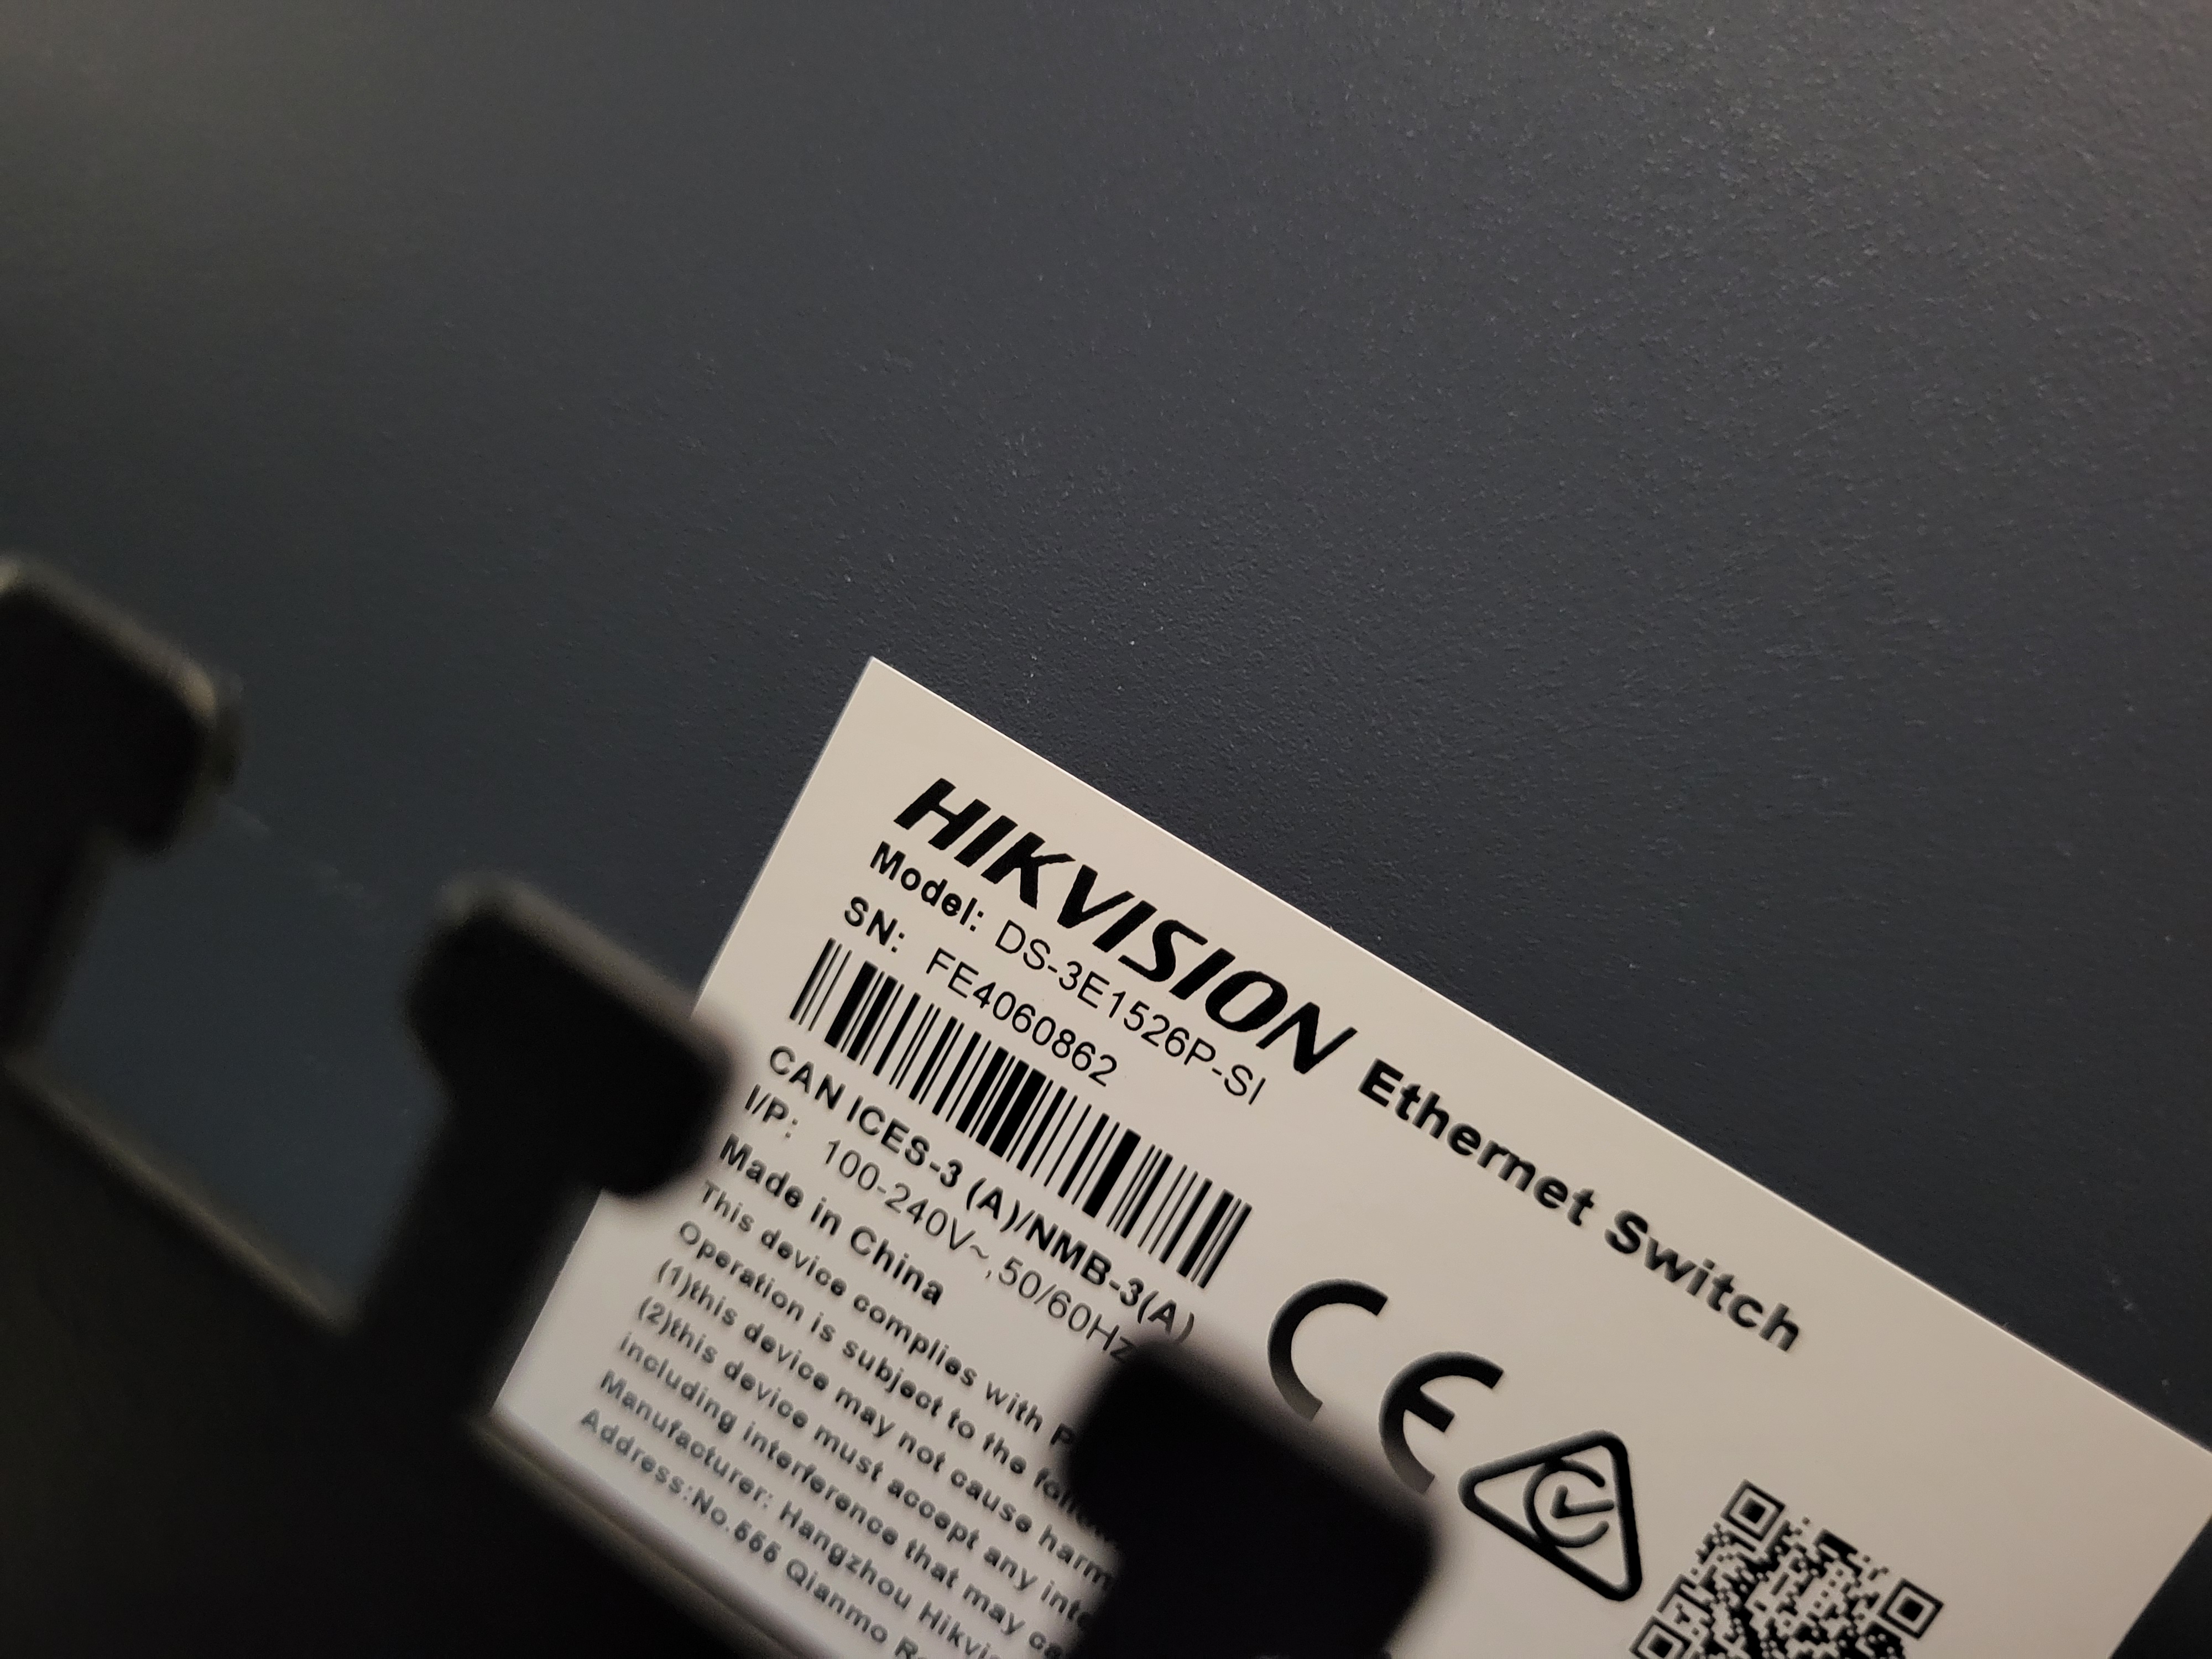 HIKVISION Ethernet Switch
Model: DS-3E1526P-SI
SN: FE4060862
CAN ICES-3 (A)/NMB-3(A)
I/P: 100-240V~,50/60Hz
Made in China
This device complies with
Operation is subject to the
(1)this device may not cause harm
(2)this device must accept any
including interference that may
Manufacturer: Hangzhou
Address:No.555 Qianmo
CE